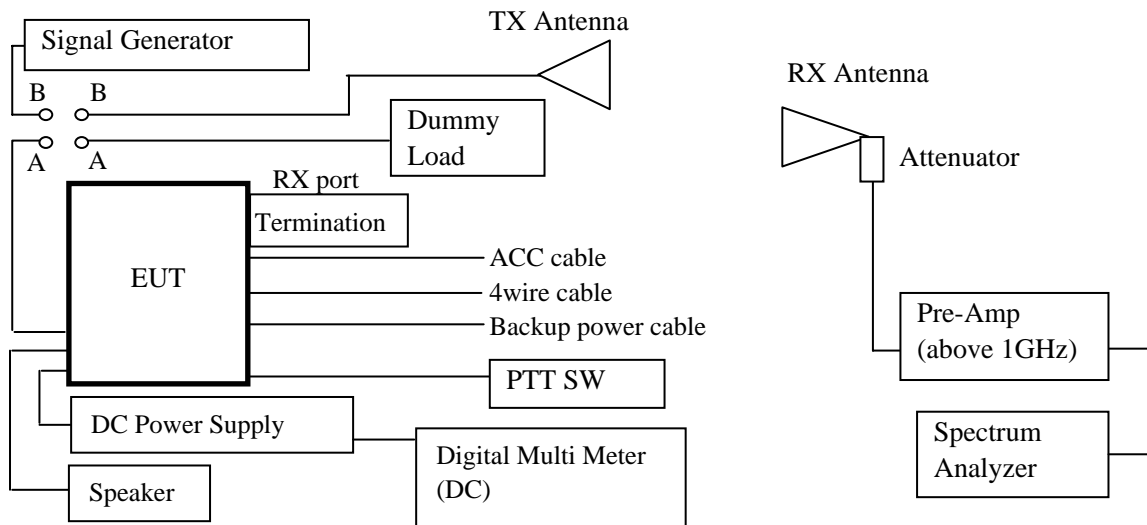 TX Antenna
Signal Generator
RX Antenna
B
B
Dummy
Load
A
A
Attenuator
RX port
Termination
EUT
ACC cable
4wire cable
Backup power cable
Pre-Amp
(above 1GHz)
PTT SW
DC Power Supply
Digital Multi Meter
(DC)
Spectrum
Analyzer
Speaker